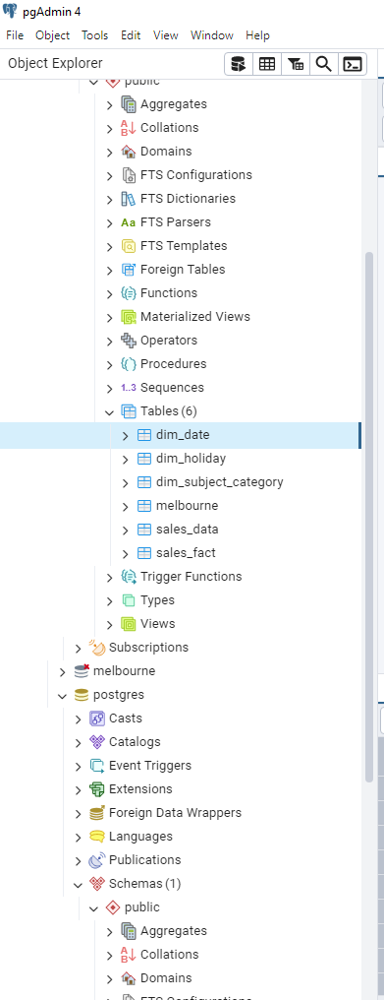 pgAdmin 4
File Object Tools Edit View Window Help
Object Explorer
public
Aggregates
Collations
Domains
FTS Configurations
FTS Dictionaries
Aa FTS Parsers
FTS Templates
Foreign Tables
Functions
Materialized Views
Operators
Procedures
1..3 Sequences
Tables (6)
dim_date
dim_holiday
dim_subject_category
melbourne
sales_data
sales_fact
Trigger Functions
Types
Views
Subscriptions
melbourne
postgres
Casts
Catalogs
Event Triggers
Extensions
Foreign Data Wrappers
Languages
Publications
Schemas (1)
public
Aggregates
Collations
Domains
FTS Configurations